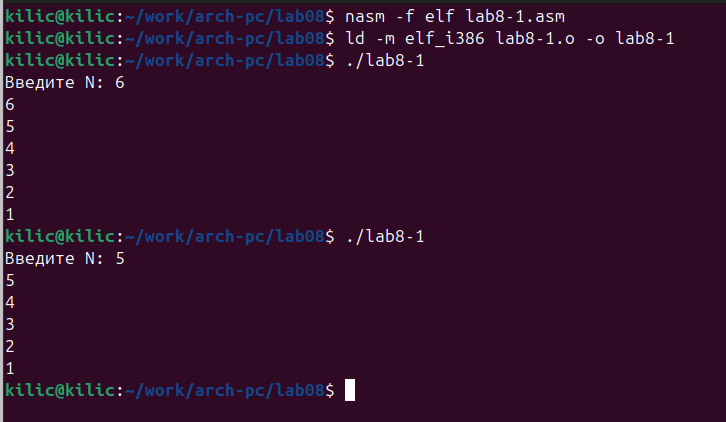 kilic@kilic:~/work/arch-pc/lab08$ nasm -f elf lab8-1.asm
kilic@kilic:~/work/arch-pc/lab08$ ld -m elf_i386 lab8-1.o -o lab8-1
kilic@kilic:~/work/arch-pc/lab08$ ./lab8-1
Введите N: 6
6
5
4
3
2
1
kilic@kilic:~/work/arch-pc/lab08$ ./lab8-1
Введите N: 5
5
4
3
2
1
kilic@kilic:~/work/arch-pc/lab08$